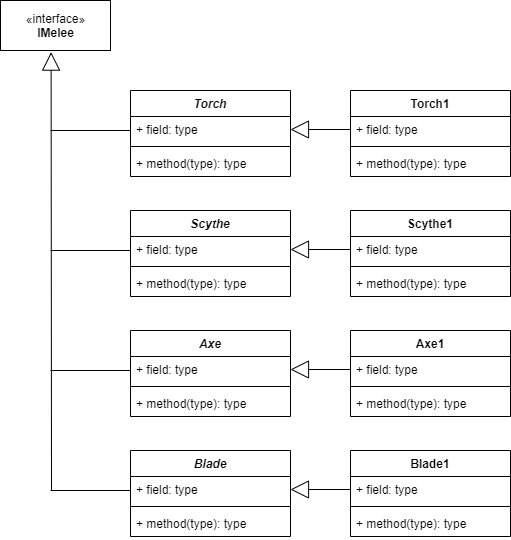 «interface»
IMelee
Torch
+ field: type
+ method(type): type
Torch1
+ field: type
+ method(type): type
Scythe
+ field: type
+ method(type): type
Scythe1
+ field: type
+ method(type): type
Axe
+ field: type
+ method(type): type
Axe1
+ field: type
+ method(type): type
Blade
+ field: type
+ method(type): type
Blade1
+ field: type
+ method(type): type